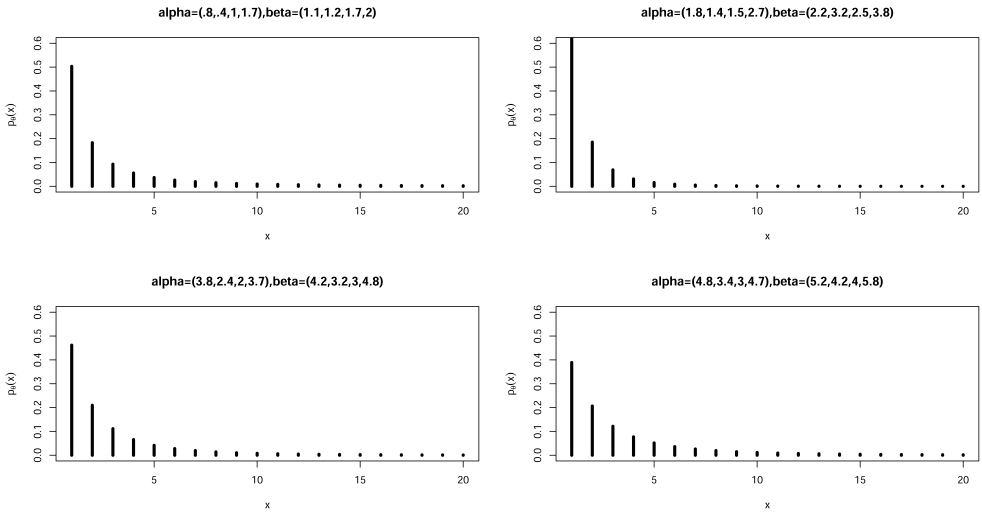 alpha=(.8,.4,1,1.7),beta=(1.1,1.2,1.7,2)
pθ(x)
0.0 0.1 0.2 0.3 0.4 0.5 0.6
5 10 15 20
x
alpha=(1.8,1.4,1.5,2.7),beta=(2.2,3.2,2.5,3.8)
pθ(x)
0.0 0.1 0.2 0.3 0.4 0.5 0.6
5 10 15 20
x
alpha=(3.8,2.4,2,3.7),beta=(4.2,3.2,3,4.8)
pθ(x)
0.0 0.1 0.2 0.3 0.4 0.5 0.6
5 10 15 20
x
alpha=(4.8,3.4,3,4.7),beta=(5.2,4.2,4,5.8)
pθ(x)
0.0 0.1 0.2 0.3 0.4 0.5 0.6
5 10 15 20
x